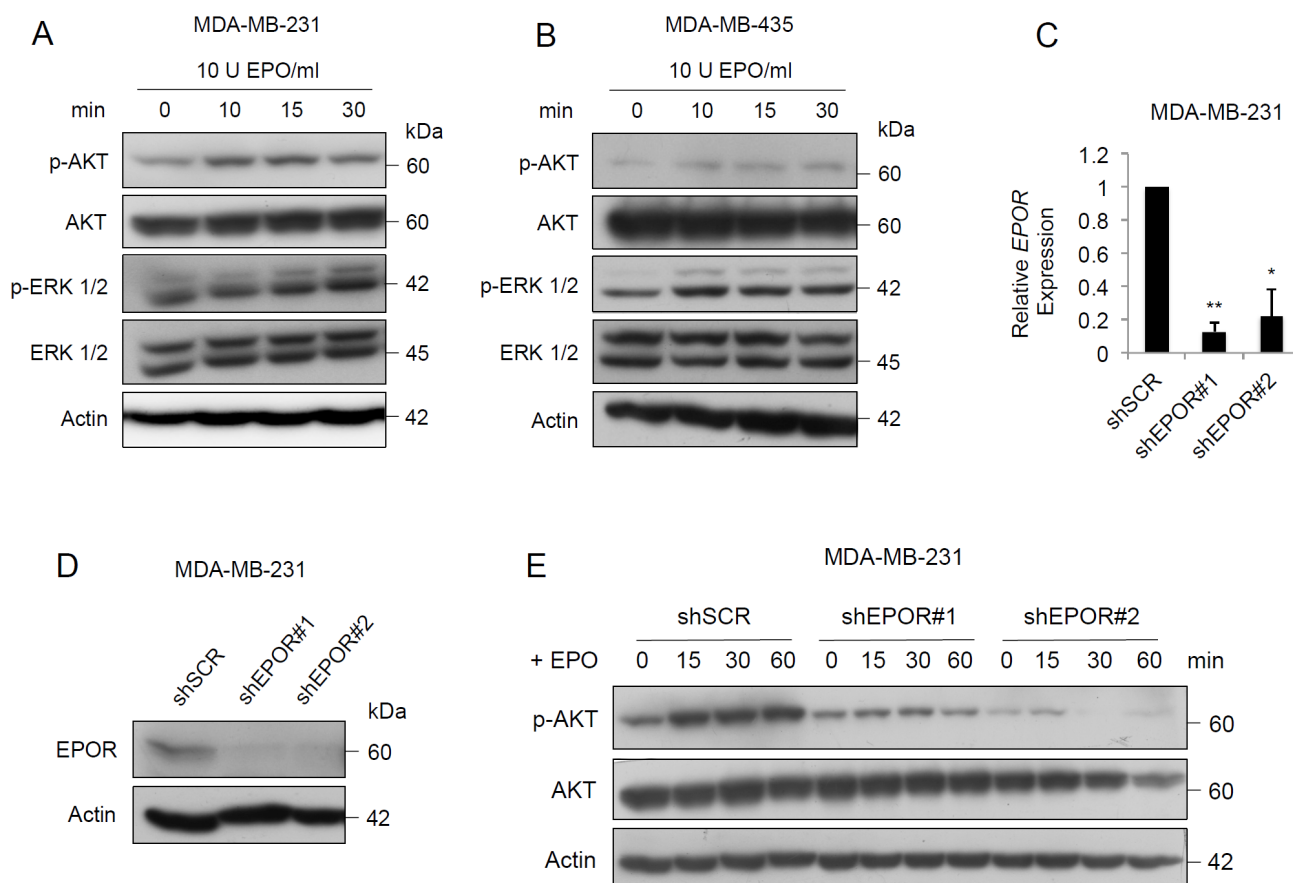 A
MDA-MB-231
10 U EPO/ml
min 0 10 15 30
kDa
p-AKT 60
AKT 60
p-ERK 1/2 42
ERK 1/2 45
Actin 42
B
MDA-MB-435
10 U EPO/ml
min 0 10 15 30
kDa
p-AKT 60
AKT 60
p-ERK 1/2 42
ERK 1/2 45
Actin 42
C
MDA-MB-231
Relative EPOR
Expression
1.2
1
0.8
0.6
0.4
0.2
0
**
*
shSCR
shEPOR#1
shEPOR#2
D
MDA-MB-231
shSCR
shEPOR#1
shEPOR#2
kDa
EPOR 60
Actin 42
E
MDA-MB-231
shSCR shEPOR#1 shEPOR#2
+ EPO 0 15 30 60 0 15 30 60 0 15 30 60 min
p-AKT 60
AKT 60
Actin 42